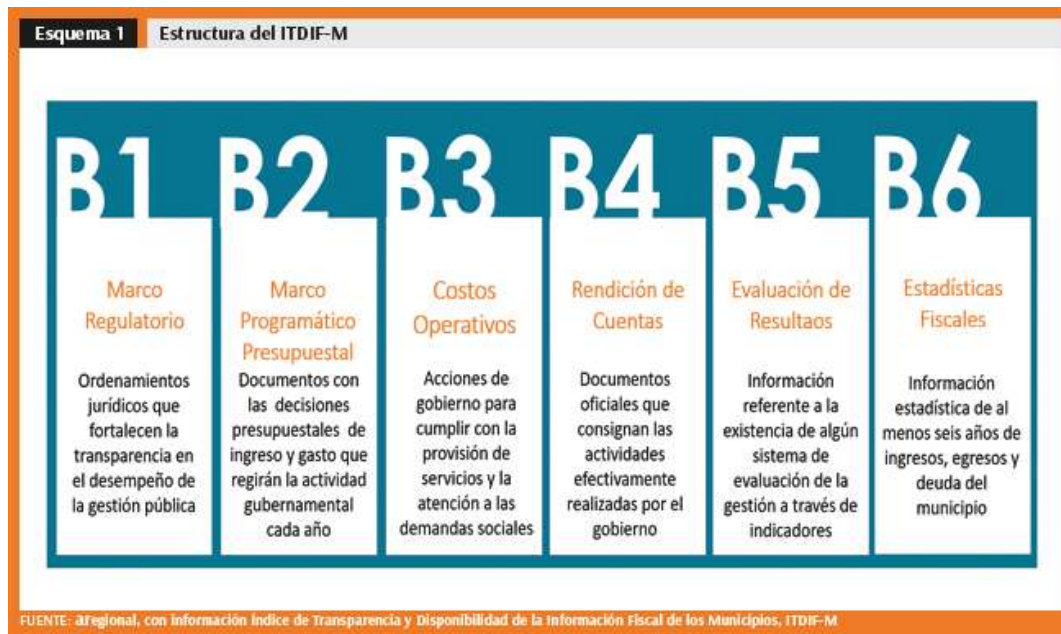 Esquema 1 Estructura del ITDIF-M
B1
Marco
Regulatorio
Ordenamientos
jurídicos que
fortalecen la
transparencia en
el desempeño de
la gestión pública
B2
Marco
Programático
Presupuestal
Documentos con
las decisiones
presupuestales de
ingreso y gasto que
regirán la actividad
gubernamental
cada año
B3
Costos
Operativos
Acciones de
gobierno para
cumplir con la
provisión de
servicios y la
atención a las
demandas sociales
B4
Rendición de
Cuentas
Documentos
oficiales que
consignan las
actividades
efectivamente
realizadas por el
gobierno
B5
Evaluación de
Resultaos
Información
referente a la
existencia de algún
sistema de
evaluación de la
gestión a través de
indicadores
B6
Estadísticas
Fiscales
Información
estadística de al
menos seis años de
ingresos, egresos y
deuda del
municipio
FUENTE: aregional, con información Índice de Transparencia y Disponibilidad de la Información Fiscal de los Municipios, ITDIF-M